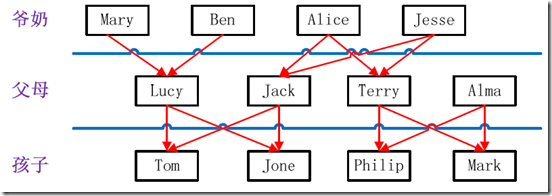 爷奶 Mary Ben Alice Jesse
父母 Lucy Jack Terry Alma
孩子 Tom Jone Philip Mark